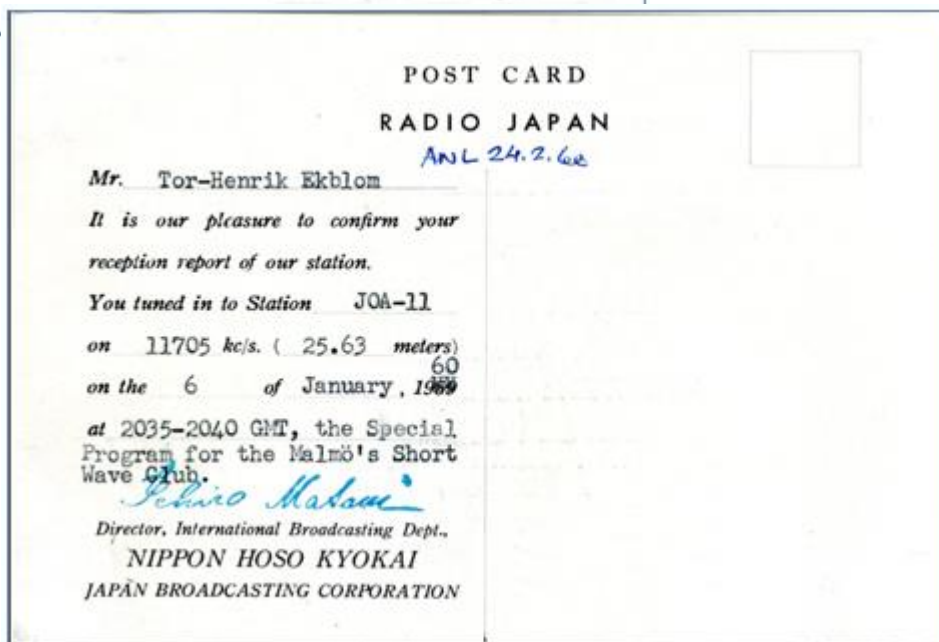 POST CARD
RADIO JAPAN
ANL 24.2.60
Mr. Tor-Henrik Ekblom
It is our pleasure to confirm your
reception report of our station.
You tuned in to Station JOA-11
on 11705 kc/s. ( 25.63 meters)
60
on the 6 of January, 1959
at 2035-2040 GMT, the Special
Program for the Malmö's Short
Wave Club.
Ichiro Matsui
Director, International Broadcasting Dept.,
NIPPON HOSO KYOKAI
JAPAN BROADCASTING CORPORATION